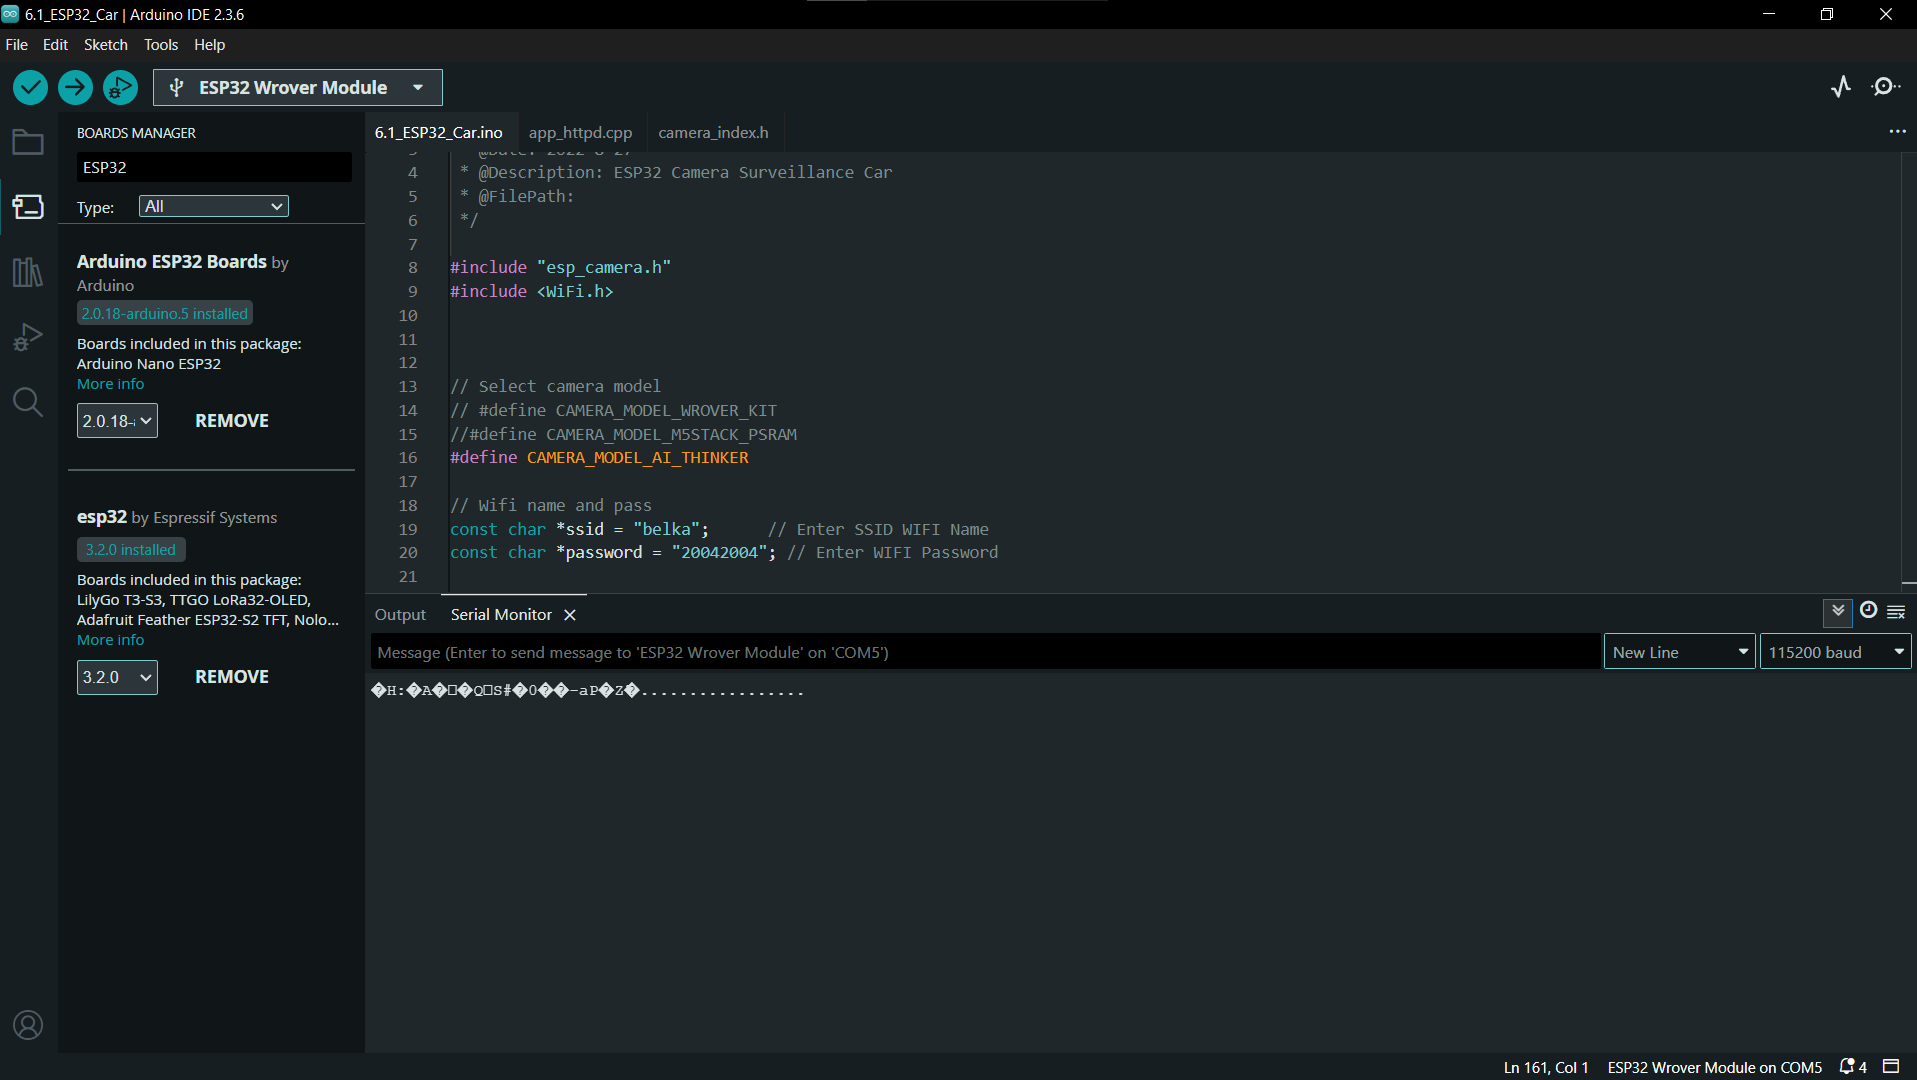 6.1_ESP32_Car | Arduino IDE 2.3.6
File Edit Sketch Tools Help
ESP32 Wrover Module
BOARDS MANAGER
ESP32
Type: All
Arduino ESP32 Boards by
Arduino
2.0.18-arduino.5 installed
Boards included in this package:
Arduino Nano ESP32
More info
2.0.18-
REMOVE
esp32 by Espressif Systems
3.2.0 installed
Boards included in this package:
LilyGo T3-S3, TTGO LoRa32-OLED,
Adafruit Feather ESP32-S2 TFT, Nolo...
More info
3.2.0
REMOVE
6.1_ESP32_Car.ino app_httpd.cpp camera_index.h
4 * @Description: ESP32 Camera Surveillance Car
5 * @FilePath:
6 */
7
8 #include "esp_camera.h"
9 #include <WiFi.h>
10
11
12
13 // Select camera model
14 // #define CAMERA_MODEL_WROVER_KIT
15 //#define CAMERA_MODEL_M5STACK_PSRAM
16 #define CAMERA_MODEL_AI_THINKER
17
18 // Wifi name and pass
19 const char *ssid = "belka"; // Enter SSID WIFI Name
20 const char *password = "20042004"; // Enter WIFI Password
21
Output Serial Monitor
Message (Enter to send message to 'ESP32 Wrover Module' on 'COM5')
New Line
115200 baud
�H:�A�□�Q□S#�0��-aP�Z�.................
Ln 161, Col 1 ESP32 Wrover Module on COM5 4